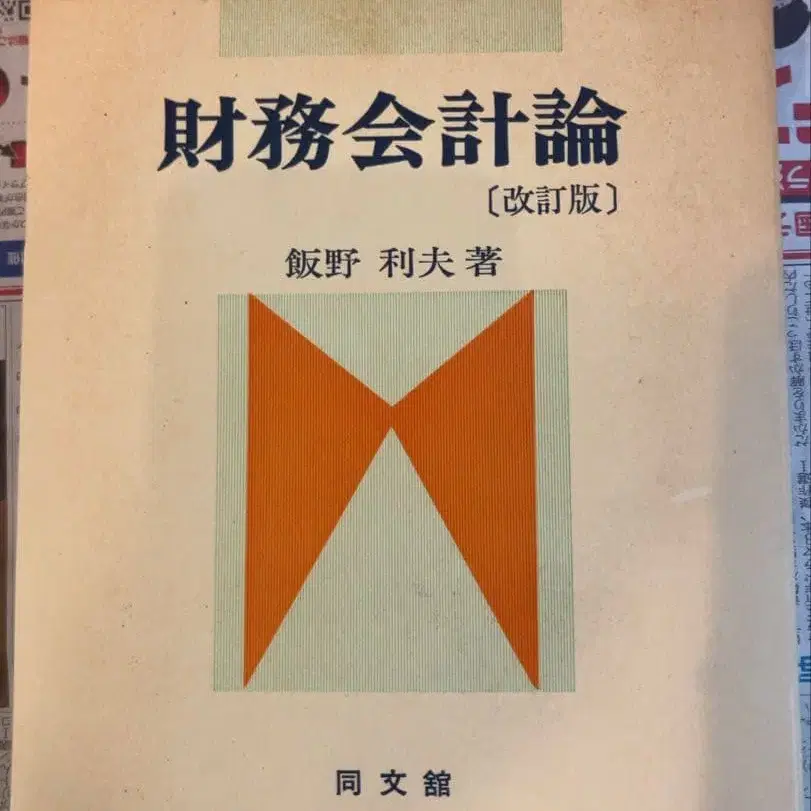 財務会計論
〔改訂版〕
飯野 利夫 著
同文舘